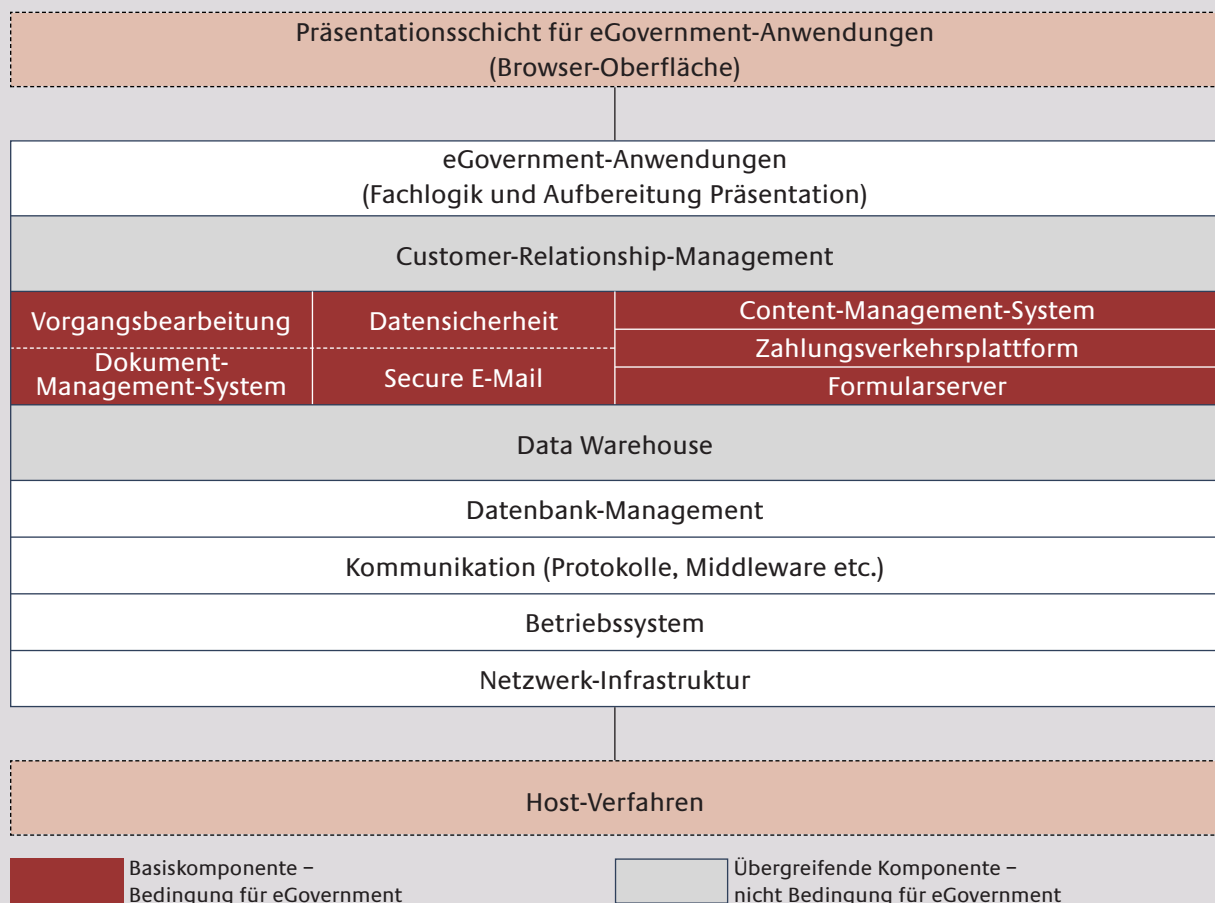 Präsentationsschicht für eGovernment-Anwendungen
(Browser-Oberfläche)
eGovernment-Anwendungen
(Fachlogik und Aufbereitung Präsentation)
Customer-Relationship-Management
Vorgangsbearbeitung
Dokument-
Management-System
Datensicherheit
Secure E-Mail
Content-Management-System
Zahlungsverkehrsplattform
Formularserver
Data Warehouse
Datenbank-Management
Kommunikation (Protokolle, Middleware etc.)
Betriebssystem
Netzwerk-Infrastruktur
Host-Verfahren
Basiskomponente –
Bedingung für eGovernment
Übergreifende Komponente –
nicht Bedingung für eGovernment